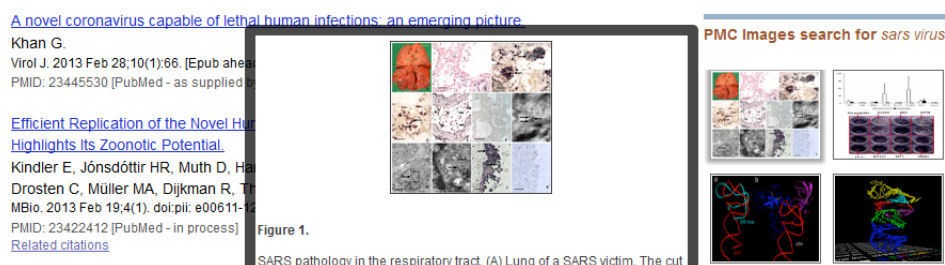 A novel coronavirus capable of lethal human infections: an emerging picture.
Khan G.
Virol J. 2013 Feb 28;10(1):66. [Epub ahea
PMID: 23445530 [PubMed - as supplied b
Efficient Replication of the Novel Hu
Highlights Its Zoonotic Potential.
Kindler E, Jónsdóttir HR, Muth D, Ha
Drosten C, Müller MA, Dijkman R, Th
MBio. 2013 Feb 19;4(1). doi:pii: e00611-12
PMID: 23422412 [PubMed - in process]
Related citations
Figure 1.
SARS pathology in the respiratory tract. (A) Lung of a SARS victim. The cut
PMC Images search for sars virus